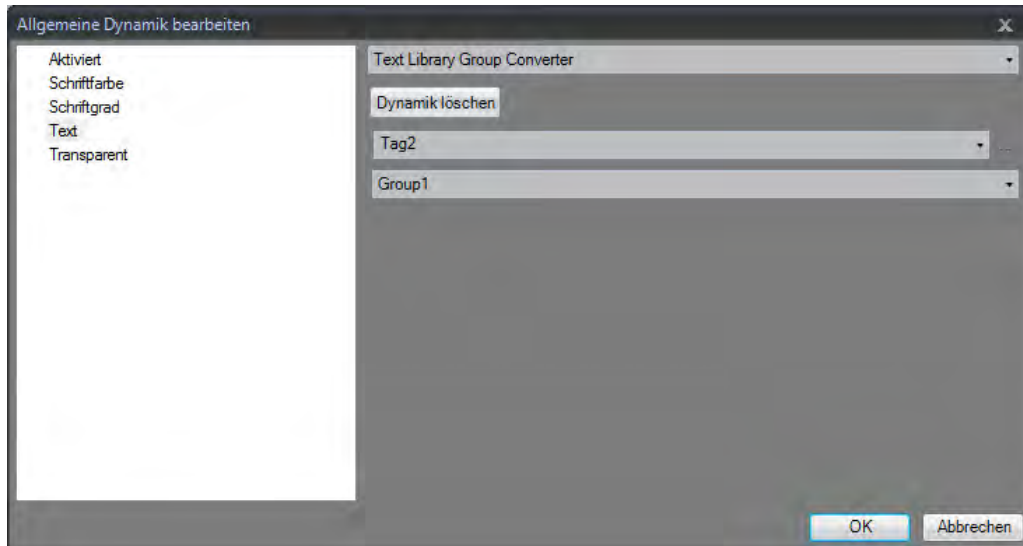 Allgemeine Dynamik bearbeiten
Aktiviert
Schriftfarbe
Schriftgrad
Text
Transparent
Text Library Group Converter
Dynamik löschen
Tag2
...
Group1
OK
Abbrechen